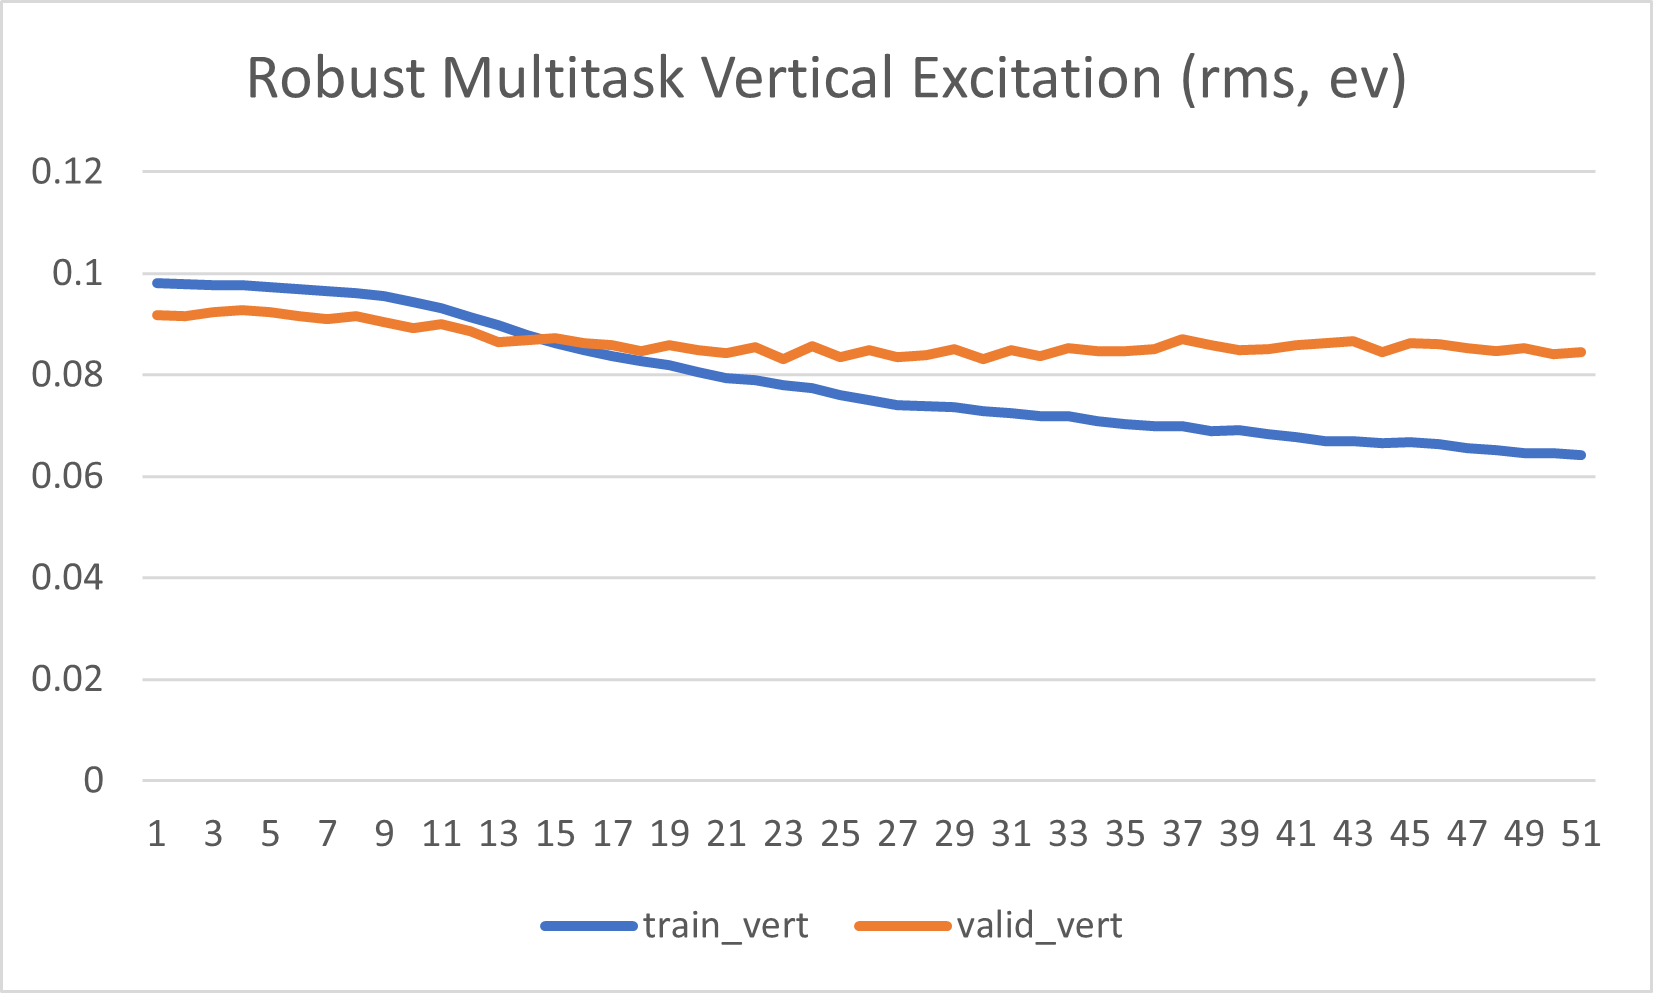 Robust Multitask Vertical Excitation (rms, ev)
0.12
0.1
0.08
0.06
0.04
0.02
0
1 3 5 7 9 11 13 15 17 19 21 23 25 27 29 31 33 35 37 39 41 43 45 47 49 51
train_vert valid_vert